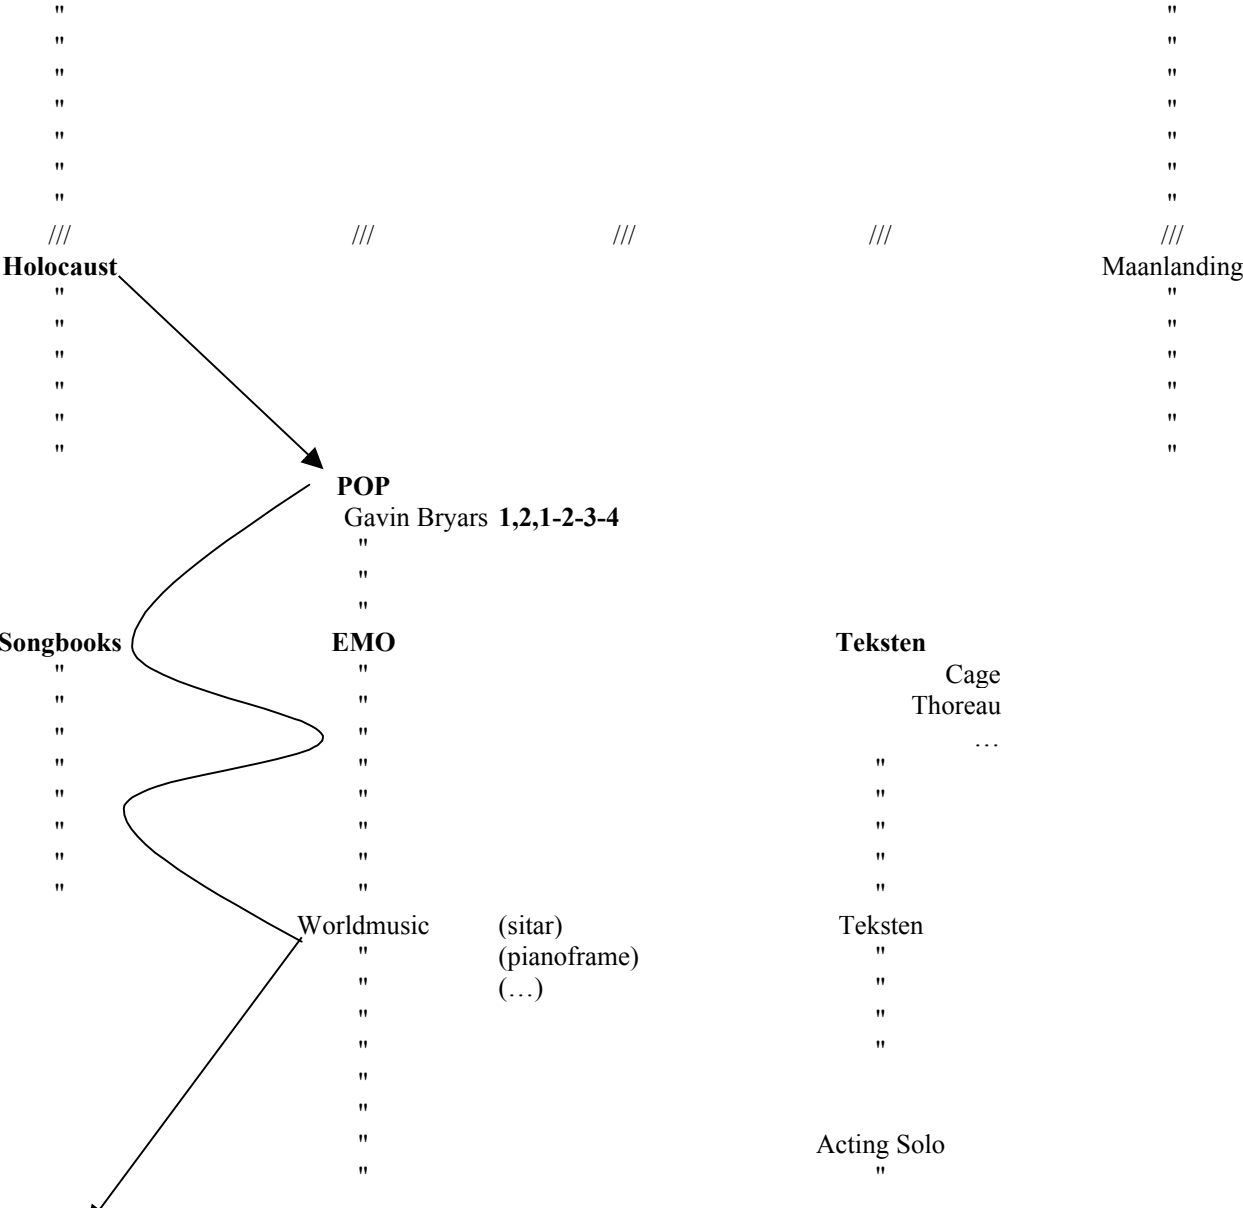 " "
" "
" "
" "
" "
" "
" "
/// /// /// /// ///
Holocaust Maanlanding
" "
" "
" "
" "
" "
" "
POP
Gavin Bryars 1,2,1-2-3-4
"
"
"
Songbooks EMO Teksten
" " Cage
" " Thoreau
" " …
" " "
" " "
" " "
" " "
" " "
Worldmusic (sitar) Teksten
" (pianoframe) "
" (…) "
" "
" "
"
"
" Acting Solo
" "